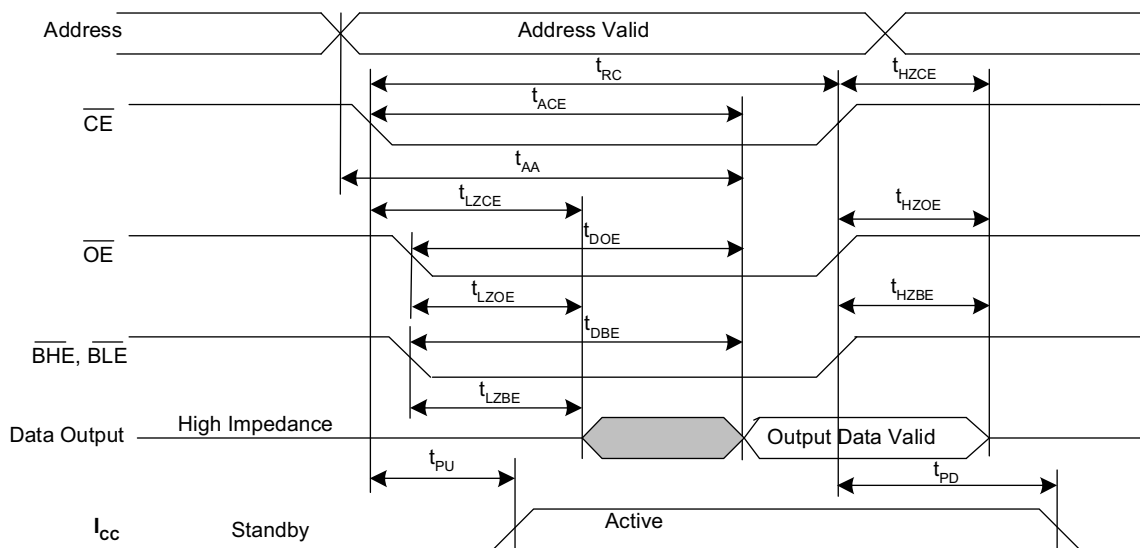 Address
Address Valid
tRC
tHZCE
tACE
CE
tAA
tLZCE
tHZOE
tDOE
OE
tLZOE
tHZBE
tDBE
BHE, BLE
tLZBE
High Impedance
Data Output
Output Data Valid
tPU
tPD
ICC
Standby
Active